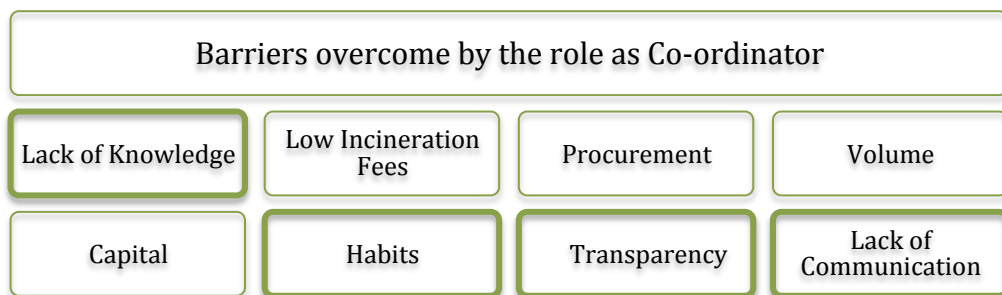 Barriers overcome by the role as Co-ordinator
Lack of Knowledge
Low Incineration
Fees
Procurement
Volume
Capital
Habits
Transparency
Lack of
Communication